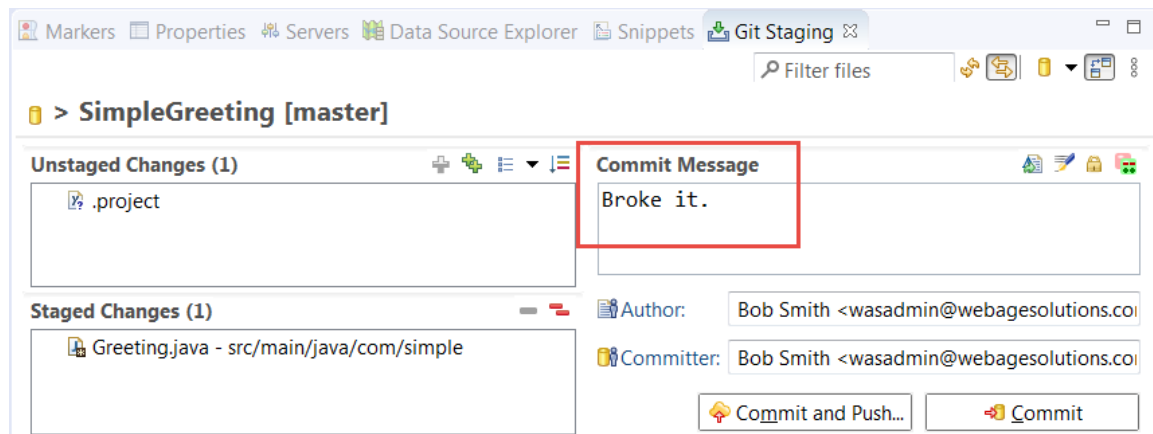 Markers Properties Servers Data Source Explorer Snippets Git Staging
Filter files
> SimpleGreeting [master]
Unstaged Changes (1)
.project
Commit Message
Broke it.
Staged Changes (1)
Greeting.java - src/main/java/com/simple
Author: Bob Smith <wasadmin@webagesolutions.co
Committer: Bob Smith <wasadmin@webagesolutions.co
Commit and Push... Commit